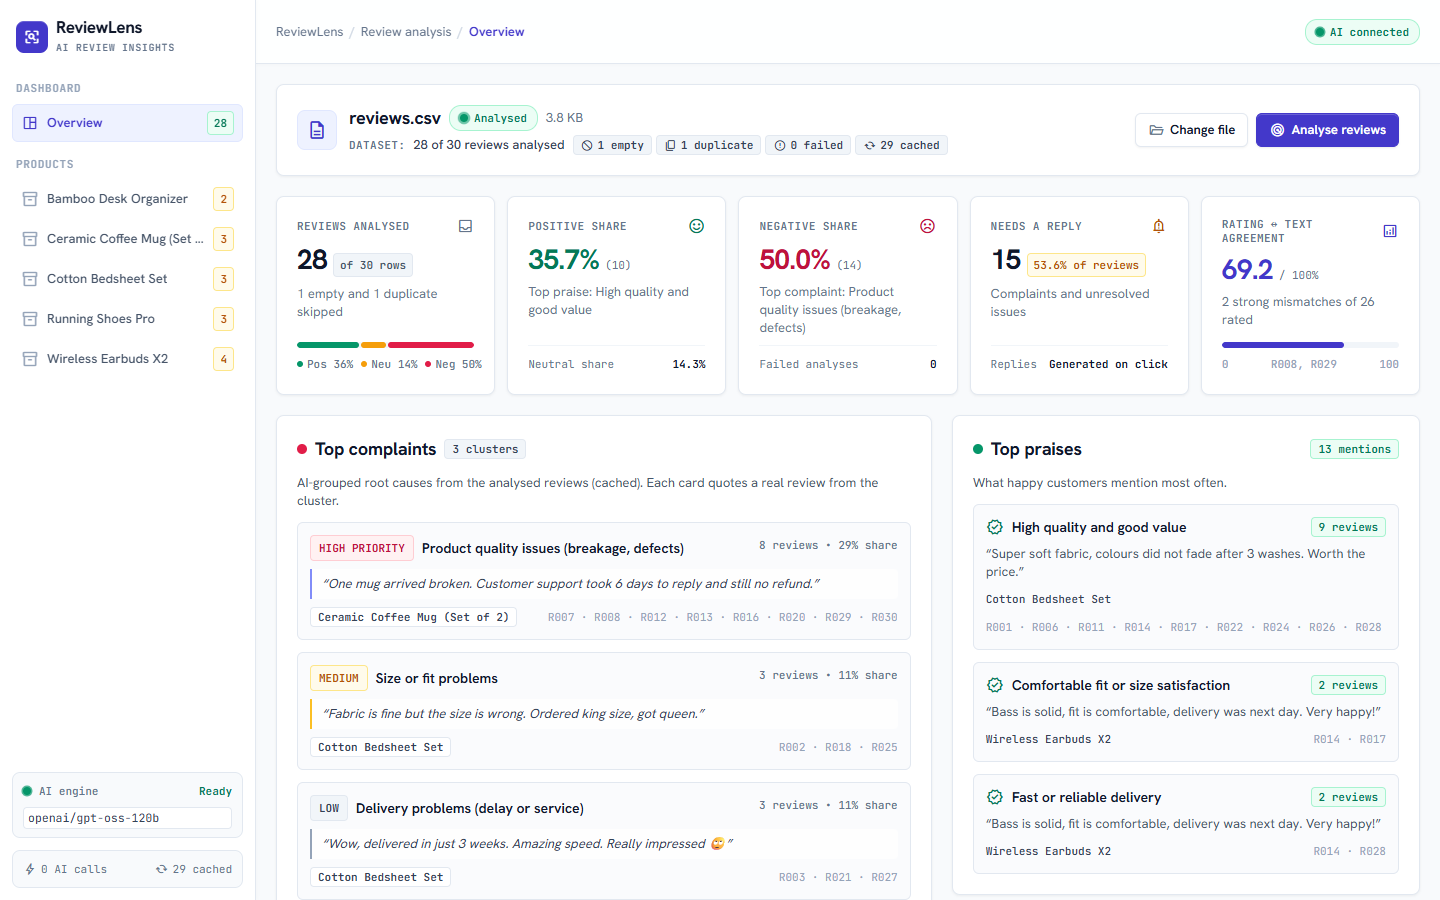 ReviewLens
AI REVIEW INSIGHTS
DASHBOARD
Overview 28
PRODUCTS
Bamboo Desk Organizer 2
Ceramic Coffee Mug (Set ... 3
Cotton Bedsheet Set 3
Running Shoes Pro 3
Wireless Earbuds X2 4
AI engine Ready
openai/gpt-oss-120b
0 AI calls 29 cached
ReviewLens / Review analysis / Overview
AI connected
reviews.csv Analysed 3.8 KB
DATASET: 28 of 30 reviews analysed 1 empty 1 duplicate 0 failed 29 cached
Change file
Analyse reviews
REVIEWS ANALYSED
28 of 30 rows
1 empty and 1 duplicate
skipped
Pos 36% Neu 14% Neg 50%
POSITIVE SHARE
35.7% (10)
Top praise: High quality and
good value
Neutral share 14.3%
NEGATIVE SHARE
50.0% (14)
Top complaint: Product
quality issues (breakage,
defects)
Failed analyses 0
NEEDS A REPLY
15 53.6% of reviews
Complaints and unresolved
issues
Replies Generated on click
RATING ↔ TEXT
AGREEMENT
69.2 / 100%
2 strong mismatches of 26
rated
0 R008, R029 100
Top complaints 3 clusters
AI-grouped root causes from the analysed reviews (cached). Each card quotes a real review from the
cluster.
HIGH PRIORITY Product quality issues (breakage, defects) 8 reviews • 29% share
“One mug arrived broken. Customer support took 6 days to reply and still no refund.”
Ceramic Coffee Mug (Set of 2) R007 · R008 · R012 · R013 · R016 · R020 · R029 · R030
MEDIUM Size or fit problems 3 reviews • 11% share
“Fabric is fine but the size is wrong. Ordered king size, got queen.”
Cotton Bedsheet Set R002 · R018 · R025
LOW Delivery problems (delay or service) 3 reviews • 11% share
“Wow, delivered in just 3 weeks. Amazing speed. Really impressed 🙄”
Cotton Bedsheet Set R003 · R021 · R027
Top praises 13 mentions
What happy customers mention most often.
High quality and good value 9 reviews
“Super soft fabric, colours did not fade after 3 washes. Worth the
price.”
Cotton Bedsheet Set
R001 · R006 · R011 · R014 · R017 · R022 · R024 · R026 · R028
Comfortable fit or size satisfaction 2 reviews
“Bass is solid, fit is comfortable, delivery was next day. Very happy!”
Wireless Earbuds X2 R014 · R017
Fast or reliable delivery 2 reviews
“Bass is solid, fit is comfortable, delivery was next day. Very happy!”
Wireless Earbuds X2 R014 · R028